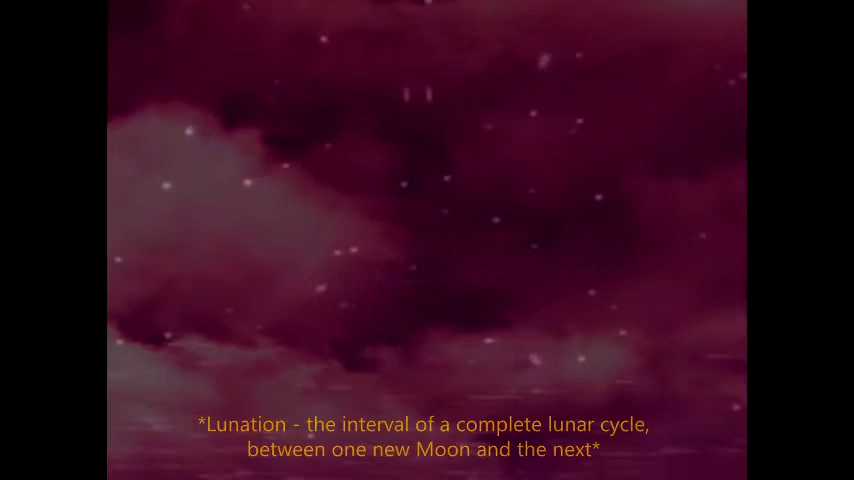 *Lunation - the interval of a complete lunar cycle,
between one new Moon and the next*